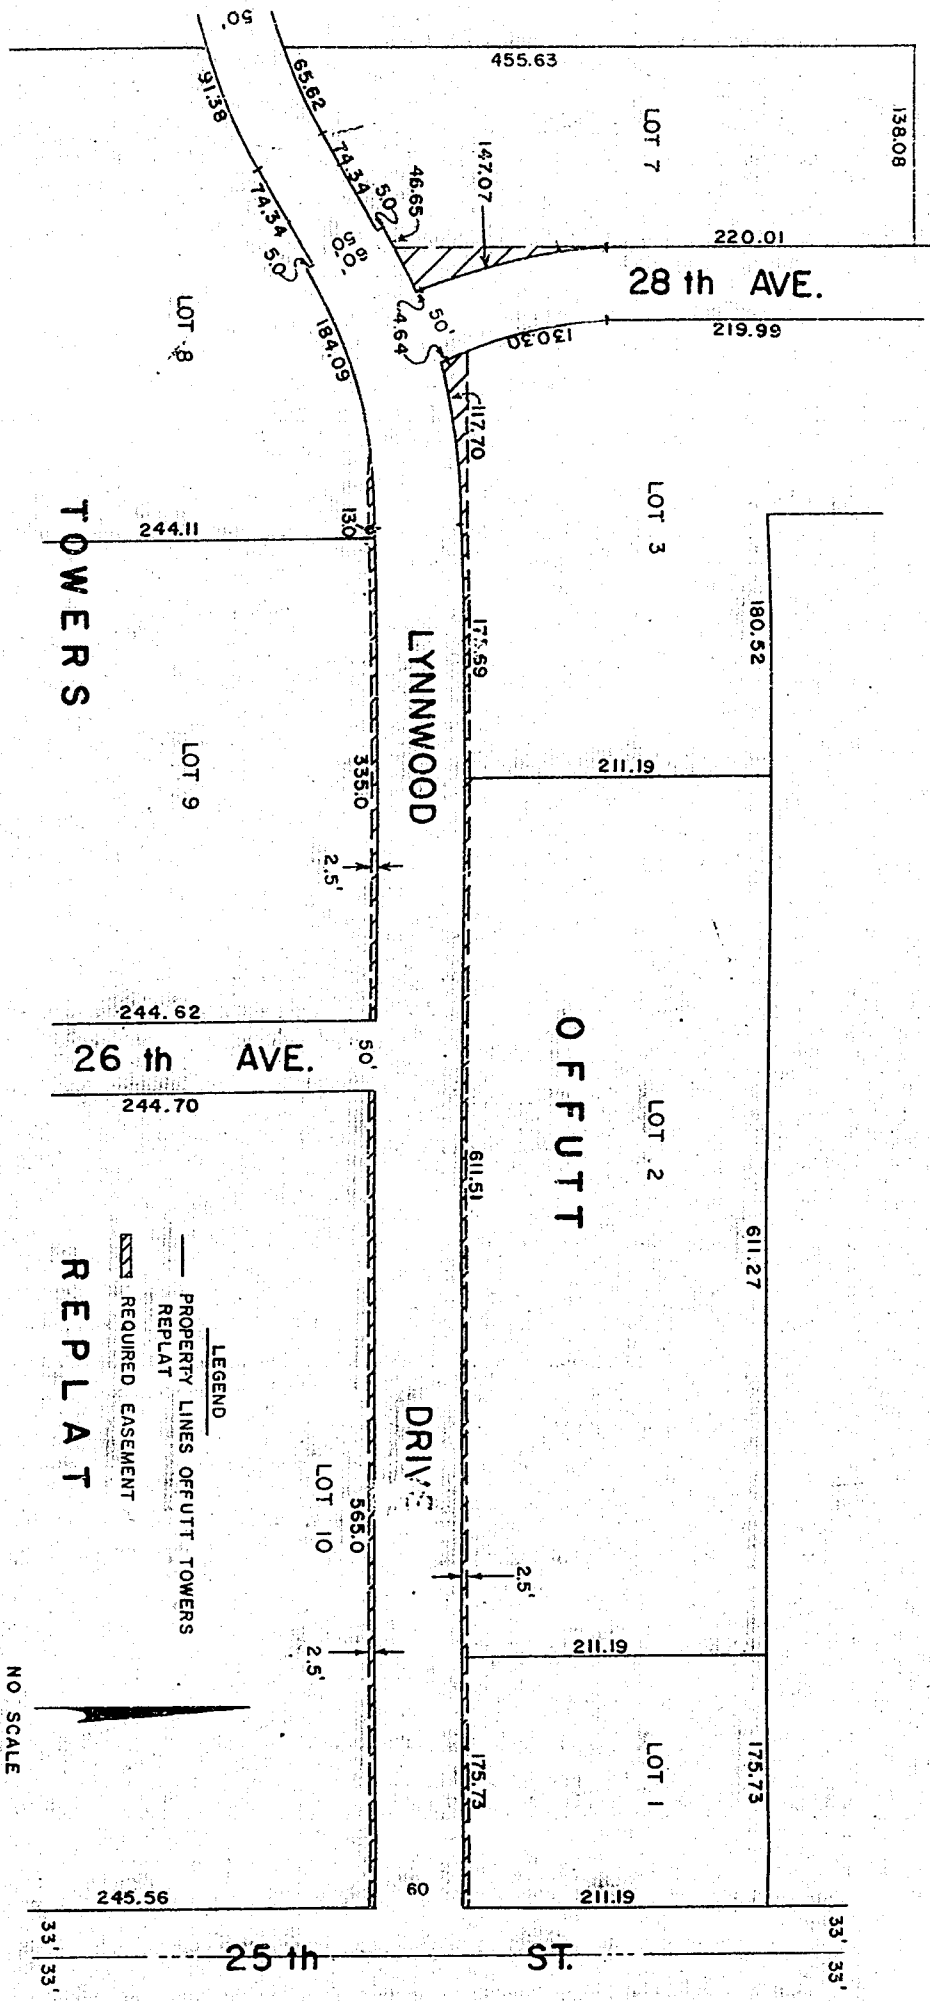 50'
455.63
138.08
91.38
65.62
LOT 7
74.34
147.07
46.65
5.0
74.34
5.0
220.01
28 th AVE.
219.99
50'
4.64
130.30
LOT 8
184.09
117.70
LOT 3
13.0
244.11
TOWERS
180.52
LYNNWOOD
211.19
LOT 9
335.0
2.5'
244.62
26 th AVE.
50'
244.70
OFFUTT
LOT 2
611.51
611.27
REPLAT
LEGEND
PROPERTY LINES OFFUTT TOWERS
REPLAT
REQUIRED EASEMENT
DRIVE
LOT 10
565.0
2.5'
2.5'
211.19
NO SCALE
LOT 1
175.73
175.73
245.56
60
211.19
33'
33'
25 th ST.
33'
33'